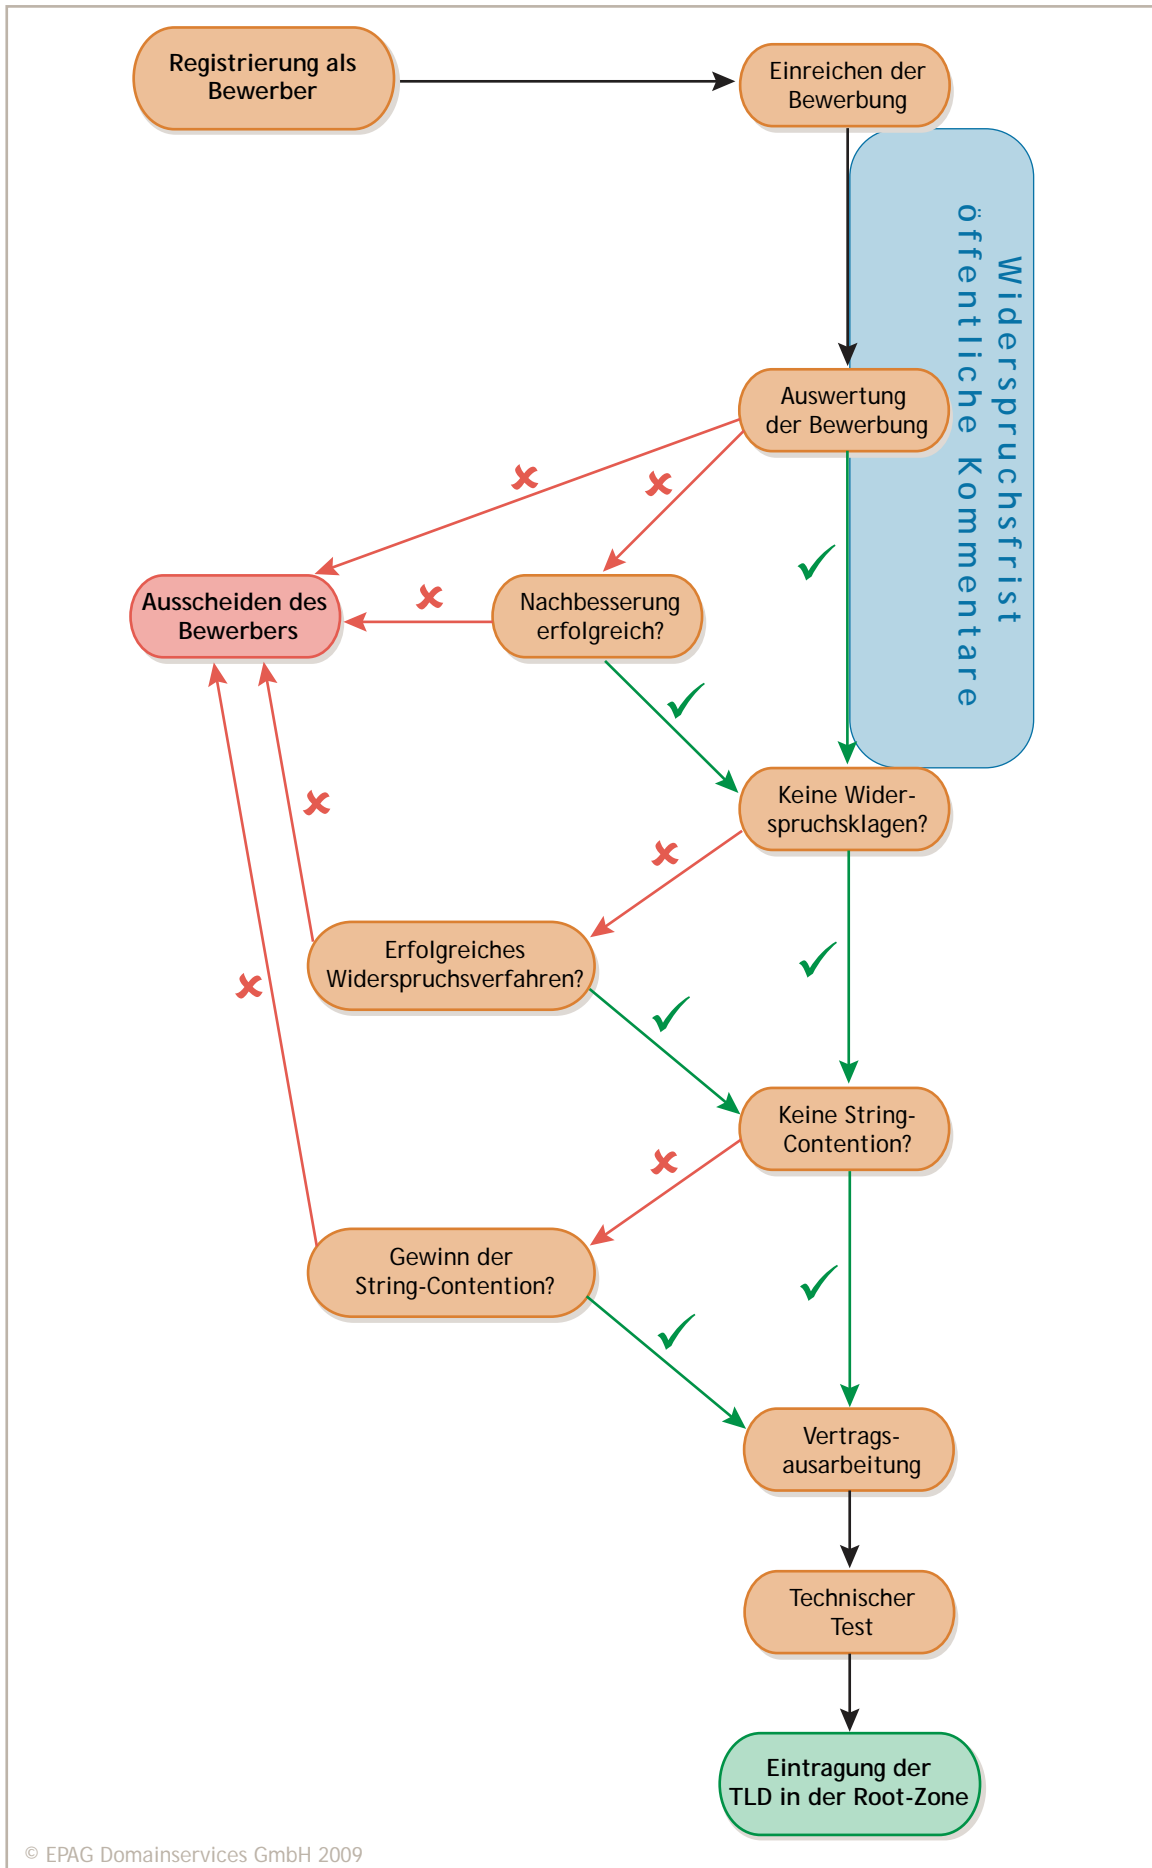 Registrierung als
Bewerber
Einreichen der
Bewerbung
Widerspruchsfrist
öffentliche Kommentare
Auswertung
der Bewerbung
Ausscheiden des
Bewerbers
Nachbesserung
erfolgreich?
Keine Wider-
spruchsklagen?
Erfolgreiches
Widerspruchsverfahren?
Keine String-
Contention?
Gewinn der
String-Contention?
Vertrags-
ausarbeitung
Technischer
Test
Eintragung der
TLD in der Root-Zone
© EPAG Domainservices GmbH 2009